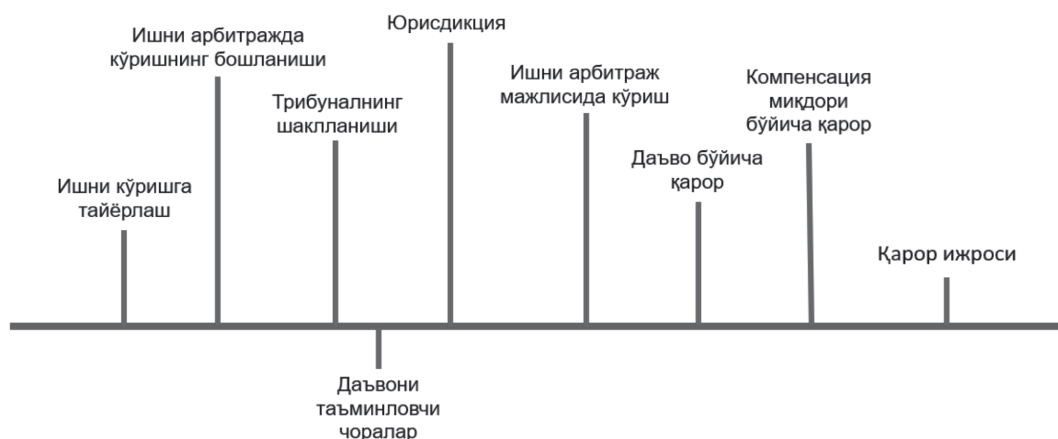 Ишни кўришга
тайёрлаш
Ишни арбитражда
кўришнинг бошланиши
Трибуналнинг
шаклланиши
Даъвони
таъминловчи
чоралар
Юрисдикция
Ишни арбитраж
мажлисида кўриш
Даъво бўйича
қарор
Компенсация
миқдори
бўйича қарор
Қарор ижроси